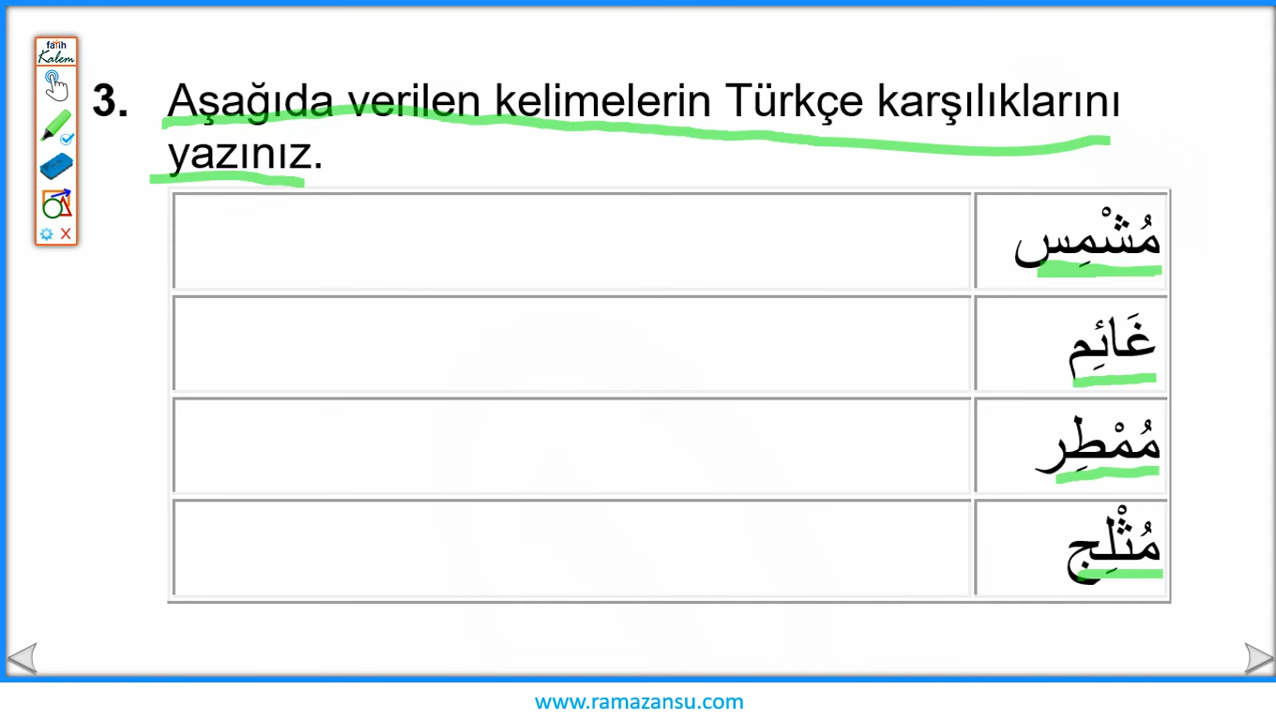 fatih
Kalem
3. Aşağıda verilen kelimelerin Türkçe karşılıklarını
yazınız.
مُشْمِس
غَائِم
مُمْطِر
مُثْلِج
www.ramazansu.com